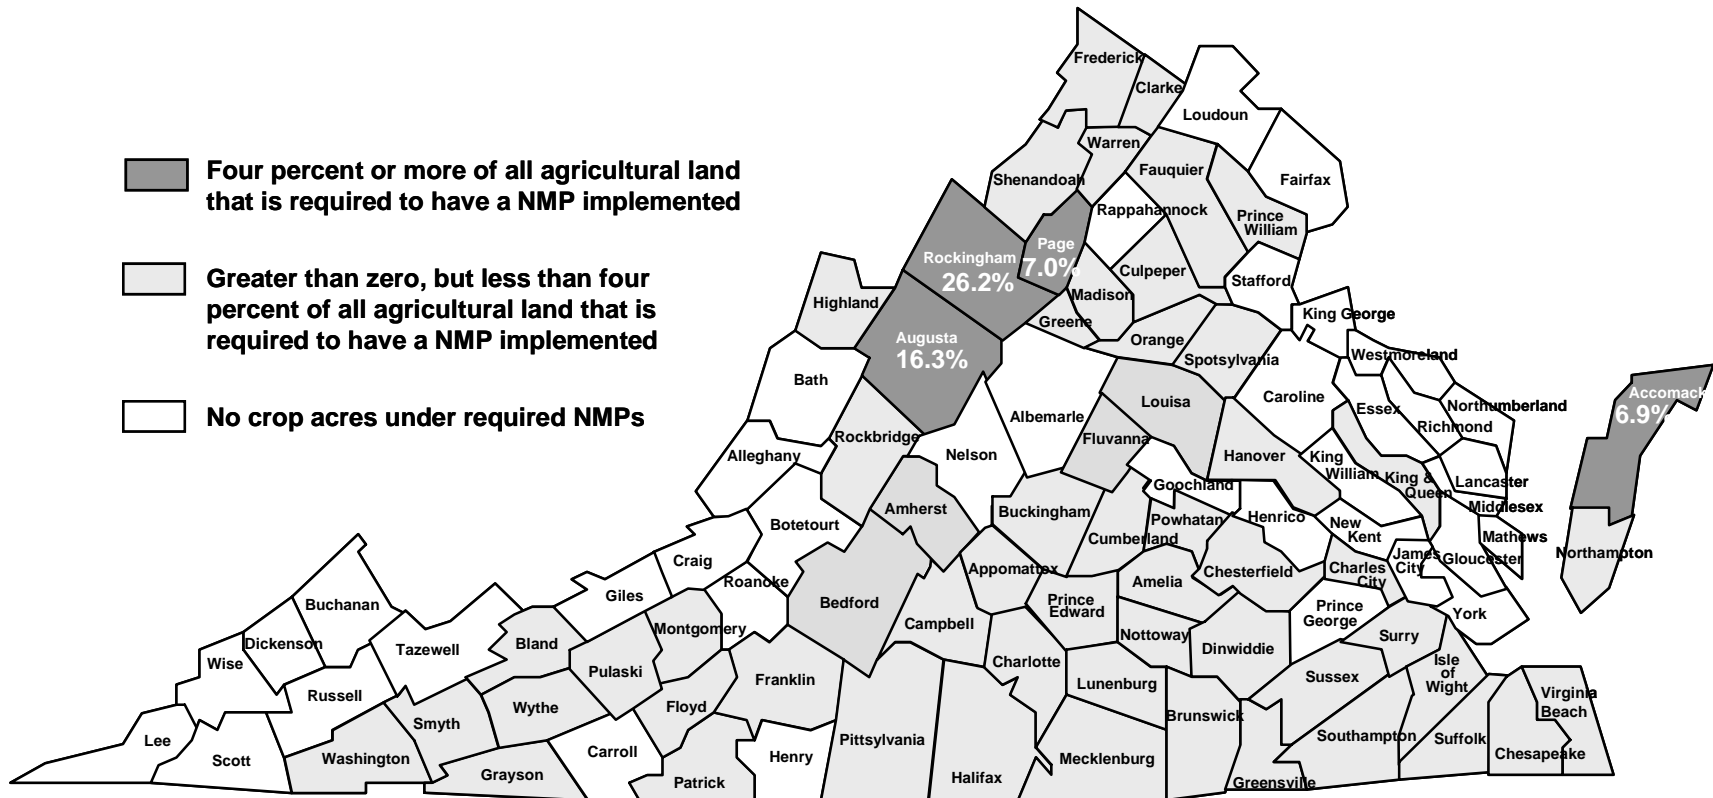 Four percent or more of all agricultural land
that is required to have a NMP implemented
Greater than zero, but less than four
percent of all agricultural land that is
required to have a NMP implemented
No crop acres under required NMPs
Frederick
Clarke
Loudoun
Warren
Fauquier
Fairfax
Shenandoah
Rappahannock
Prince
William
Page
7.0%
Rockingham
26.2%
Culpeper
Stafford
Madison
Highland
King George
Greene
Augusta
16.3%
Orange
Spotsylvania
Westmoreland
Bath
Caroline
Accomack
6.9%
Louisa
Essex
Northumberland
Albemarle
Richmond
Rockbridge
Fluvanna
Alleghany
Nelson
Hanover
King
William
King &
Queen
Lancaster
Goochland
Middlesex
Amherst
Buckingham
Powhatan
Henrico
New
Kent
Botetourt
Cumberland
Mathews
James
City
Gloucester
Northampton
Craig
Appomattox
Charles
City
Chesterfield
Roanoke
Amelia
Giles
Bedford
Prince
Edward
Prince
George
York
Buchanan
Campbell
Montgomery
Nottoway
Surry
Dickenson
Bland
Tazewell
Dinwiddie
Wise
Charlotte
Isle
of
Wight
Pulaski
Franklin
Sussex
Lunenburg
Russell
Virginia
Beach
Wythe
Floyd
Brunswick
Smyth
Lee
Pittsylvania
Southampton
Suffolk
Carroll
Chesapeake
Scott
Washington
Henry
Mecklenburg
Grayson
Patrick
Halifax
Greensville